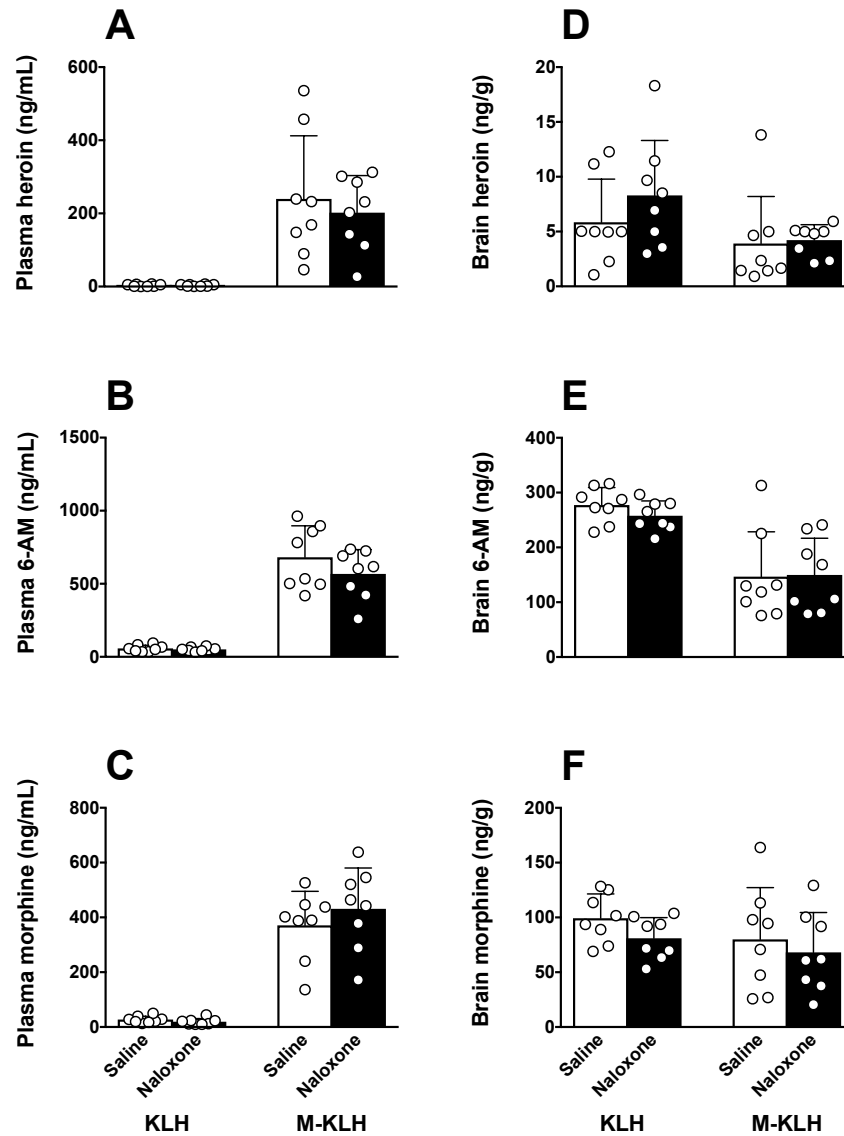 A
Plasma heroin (ng/mL)
600
400
200
0
D
Brain heroin (ng/g)
20
15
10
5
0
B
Plasma 6-AM (ng/mL)
1500
1000
500
0
E
Brain 6-AM (ng/g)
400
300
200
100
0
C
Plasma morphine (ng/mL)
800
600
400
200
0
Saline
Naloxone
Saline
Naloxone
KLH
M-KLH
F
Brain morphine (ng/g)
200
150
100
50
0
Saline
Naloxone
Saline
Naloxone
KLH
M-KLH